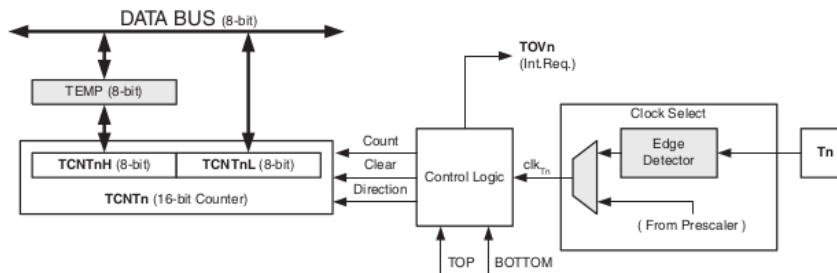 DATA BUS (8-bit)
TEMP (8-bit)
TCNTnH (8-bit)
TCNTnL (8-bit)
TCNTn (16-bit Counter)
Count
Clear
Direction
Control Logic
TOVn
(Int.Req.)
TOP
BOTTOM
clkTn
Clock Select
Edge
Detector
( From Prescaler )
Tn